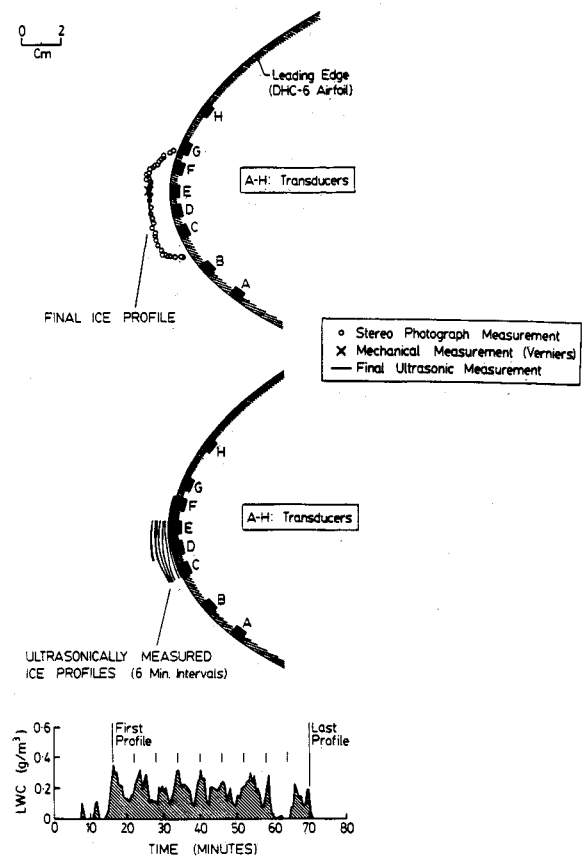 0 2
Cm
Leading Edge
(DHC-6 Airfoil)
H
G
F
E
D
C
B
A
A-H: Transducers
FINAL ICE PROFILE
o Stereo Photograph Measurement
x Mechanical Measurement (Verniers)
— Final Ultrasonic Measurement
H
G
F
E
D
C
B
A
A-H: Transducers
ULTRASONICALLY MEASURED
ICE PROFILES (6 Min. Intervals)
First
Profile
Last
Profile
LWC (g/m³)
0·6
0·4
0·2
0
0 10 20 30 40 50 60 70 80
TIME (MINUTES)